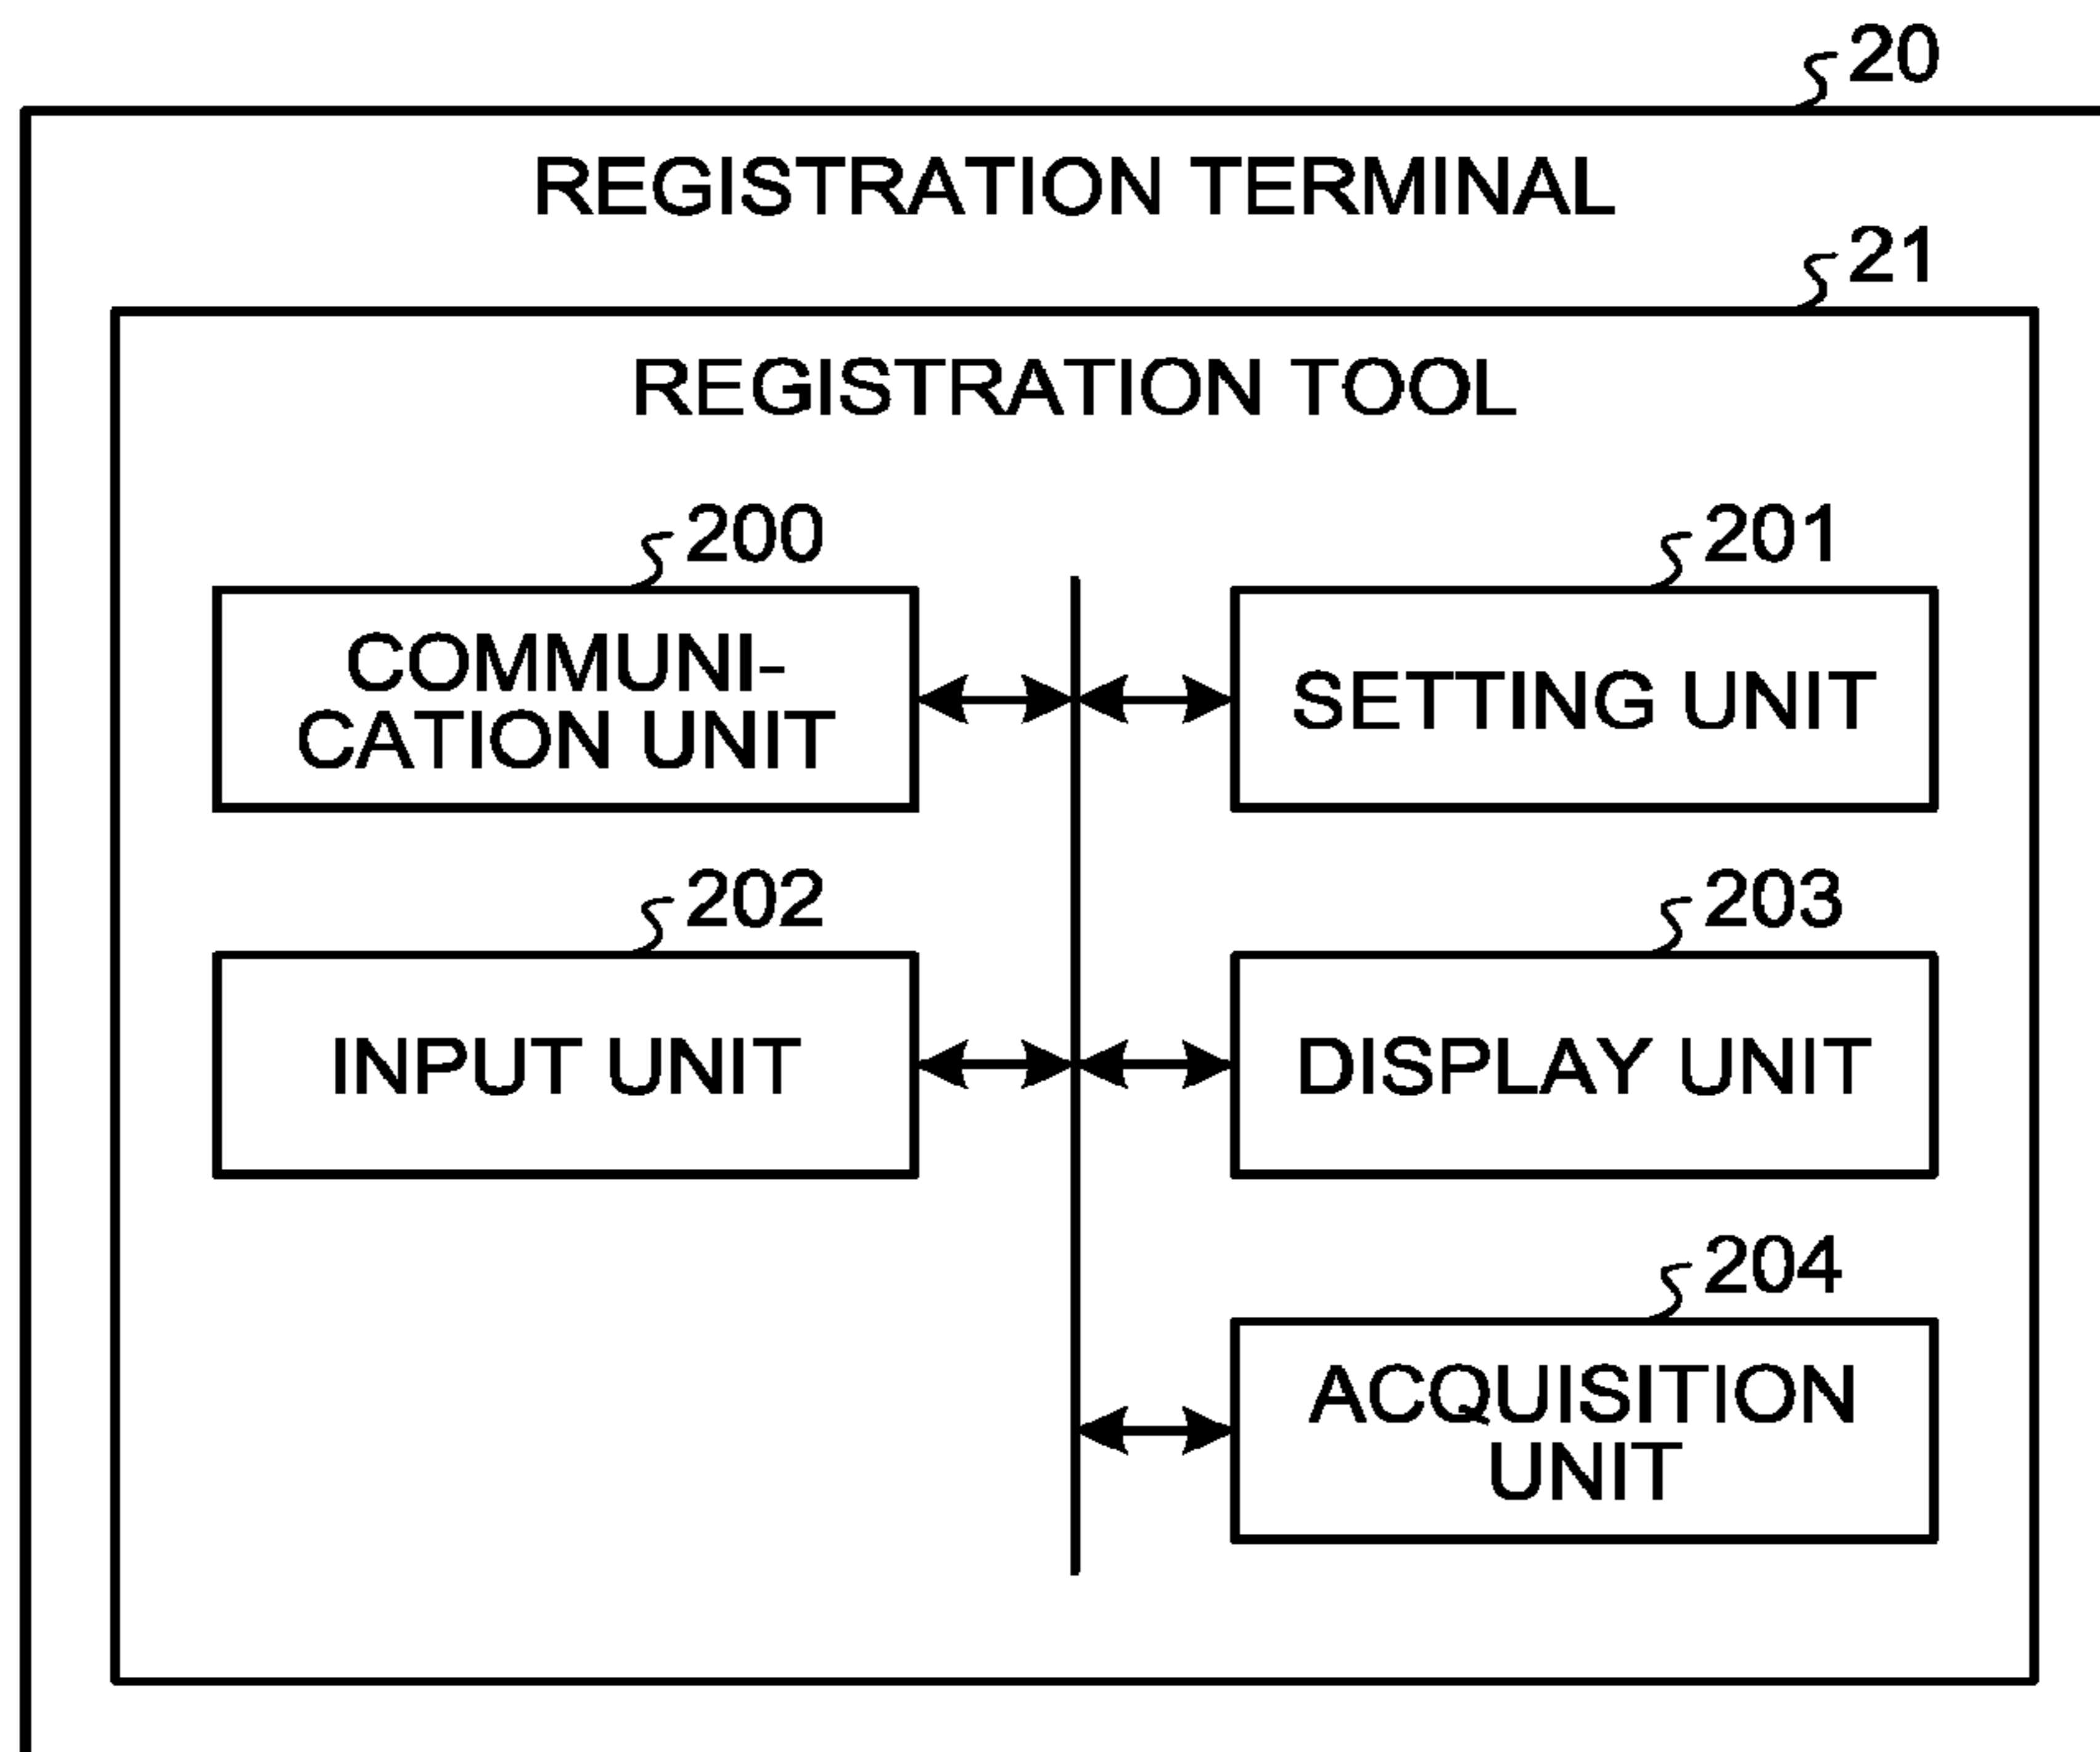 20
REGISTRATION TERMINAL
21
REGISTRATION TOOL
200
201
COMMUNI-
CATION UNIT
SETTING UNIT
202
203
INPUT UNIT
DISPLAY UNIT
204
ACQUISITION
UNIT